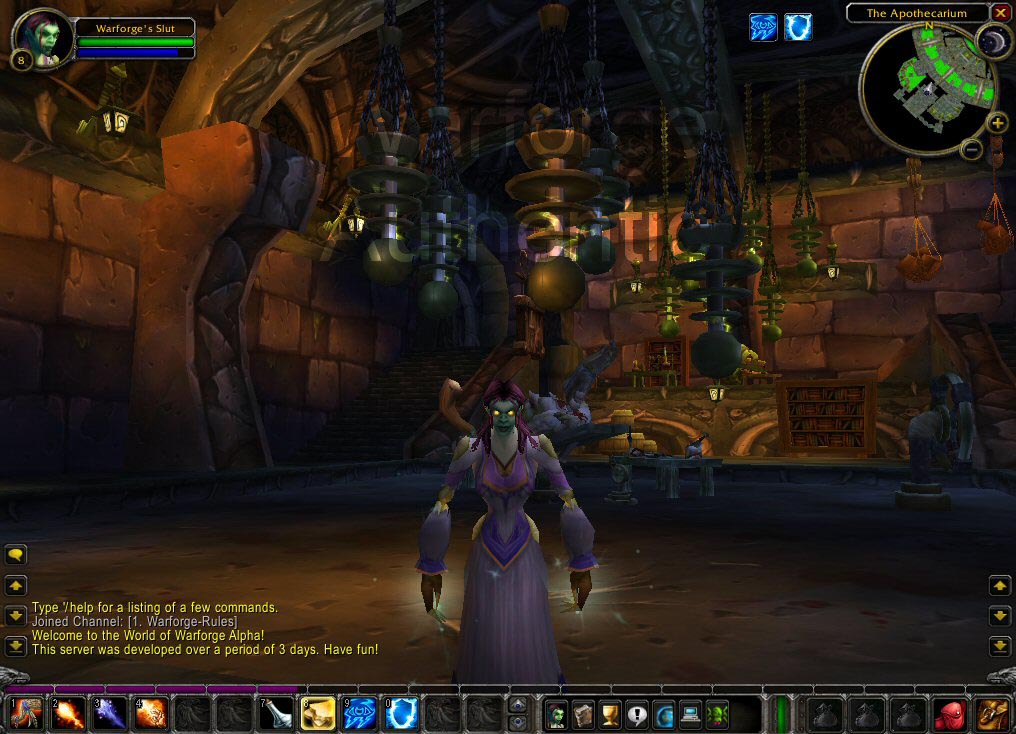 Warforge's Slut
8
The Apothecarium
N
Warforge
Authentic
Type '/help for a listing of a few commands.
Joined Channel: [1. Warforge-Rules]
Welcome to the World of Warforge Alpha!
This server was developed over a period of 3 days. Have fun!
1 2 3 4 7 8 9 0